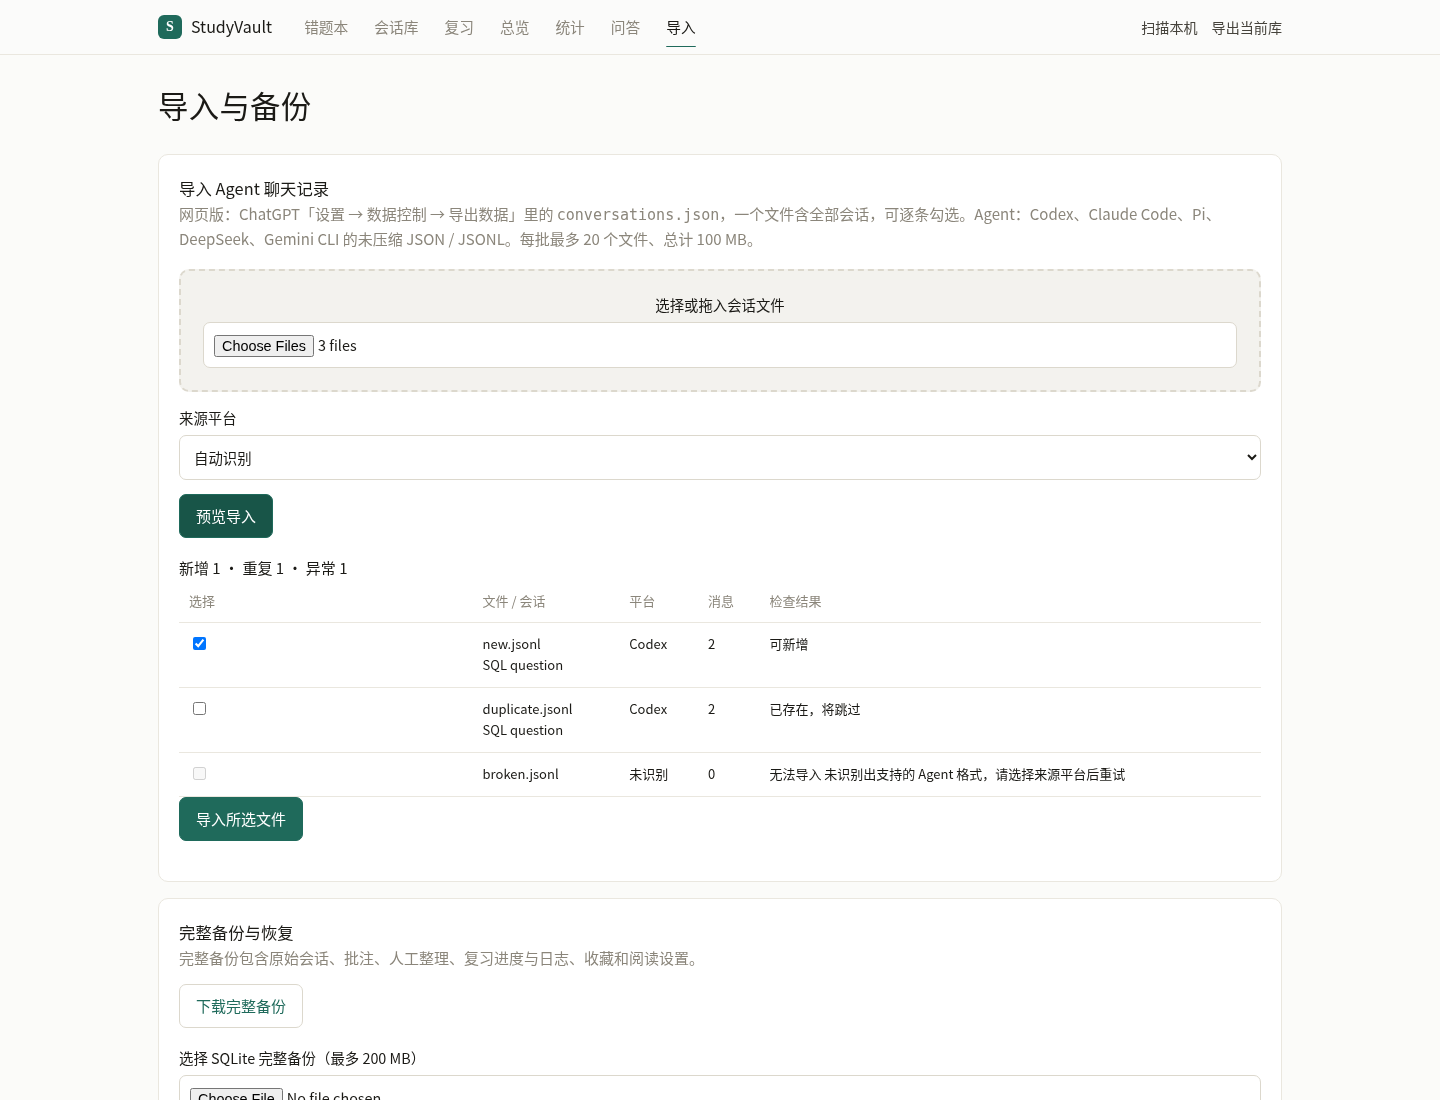 S StudyVault 错题本 会话库 复习 总览 统计 问答 导入 扫描本机 导出当前库
导入与备份
导入 Agent 聊天记录
网页版：ChatGPT「设置 → 数据控制 → 导出数据」里的 conversations.json，一个文件含全部会话，可逐条勾选。Agent：Codex、Claude Code、Pi、
DeepSeek、Gemini CLI 的未压缩 JSON / JSONL。每批最多 20 个文件、总计 100 MB。
选择或拖入会话文件
Choose Files 3 files
来源平台
自动识别
预览导入
新增 1 · 重复 1 · 异常 1
选择 文件 / 会话 平台 消息 检查结果
new.jsonl Codex 2 可新增
SQL question
duplicate.jsonl Codex 2 已存在，将跳过
SQL question
broken.jsonl 未识别 0 无法导入 未识别出支持的 Agent 格式，请选择来源平台后重试
导入所选文件
完整备份与恢复
完整备份包含原始会话、批注、人工整理、复习进度与日志、收藏和阅读设置。
下载完整备份
选择 SQLite 完整备份（最多 200 MB）
Choose File No file chosen